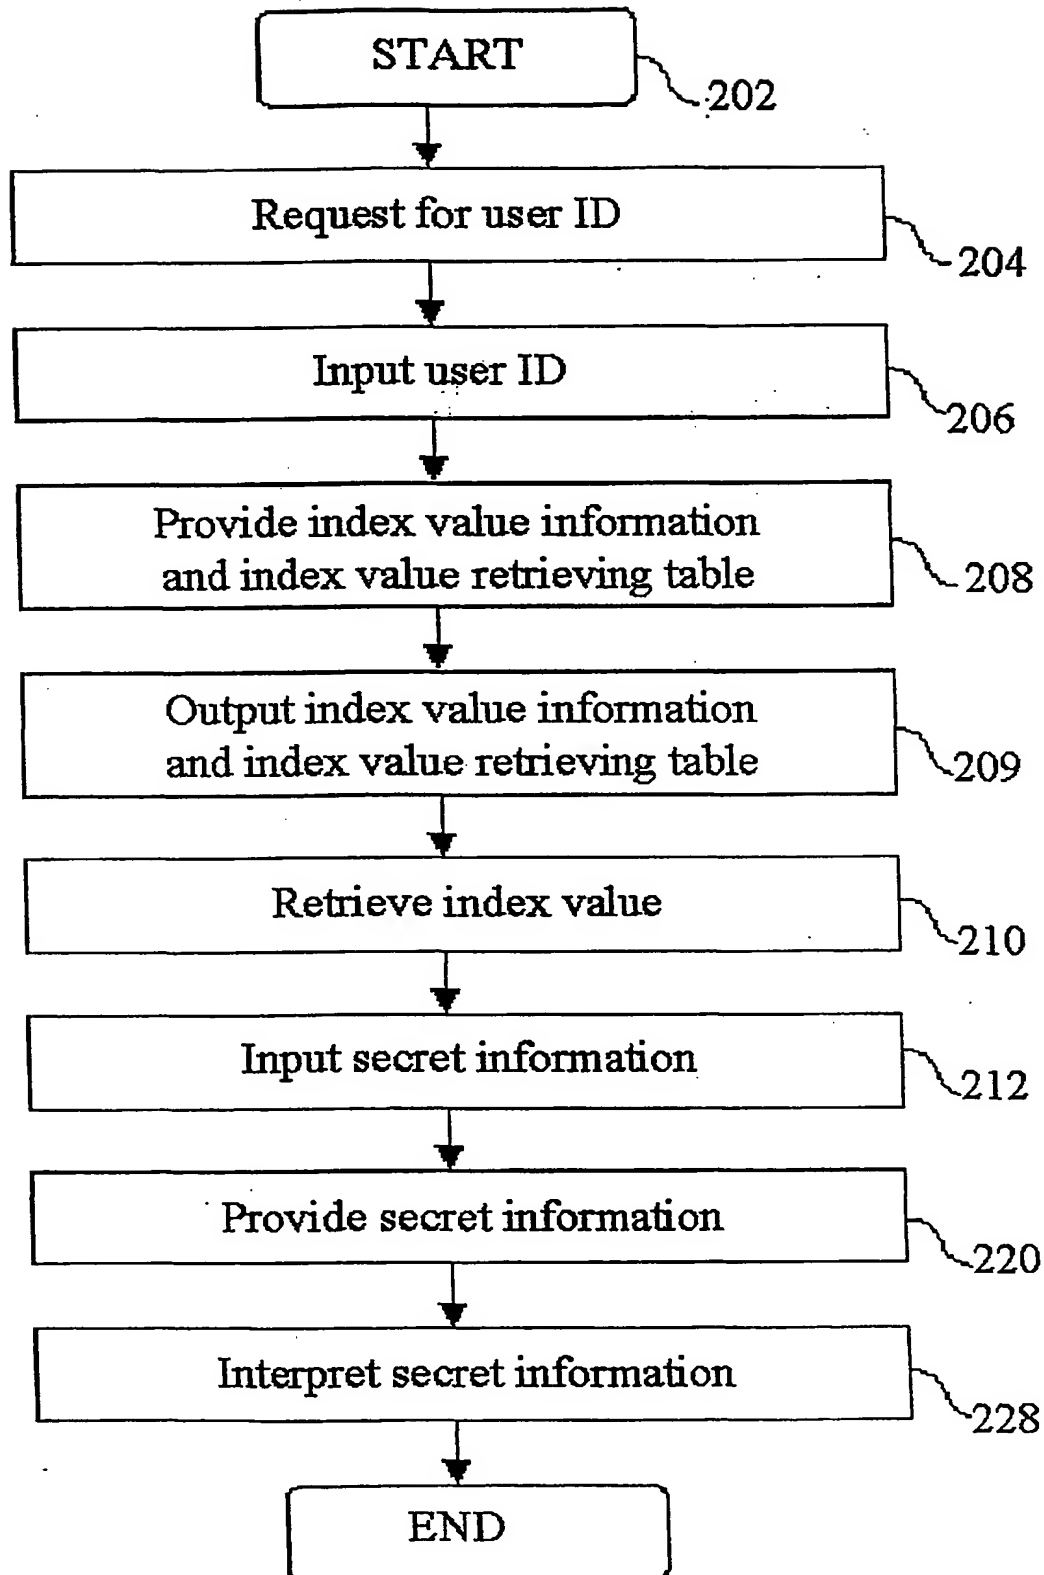 START
202
Request for user ID
204
Input user ID
206
Provide index value information
and index value retrieving table
208
Output index value information
and index value retrieving table
209
Retrieve index value
210
Input secret information
212
Provide secret information
220
Interpret secret information
228
END